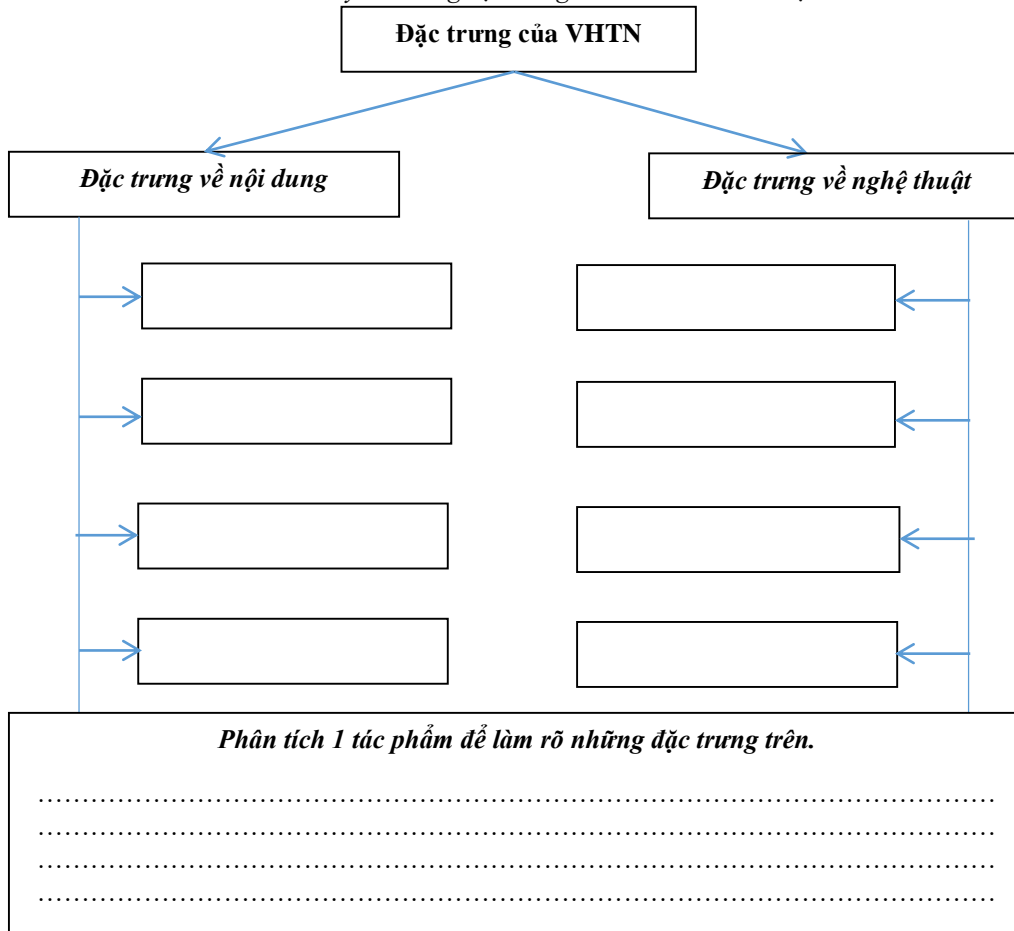 Đặc trưng của VHTN
Đặc trưng về nội dung
Đặc trưng về nghệ thuật
Phân tích 1 tác phẩm để làm rõ những đặc trưng trên.
………………………………………………………………………………………………
………………………………………………………………………………………………
………………………………………………………………………………………………
………………………………………………………………………………………………